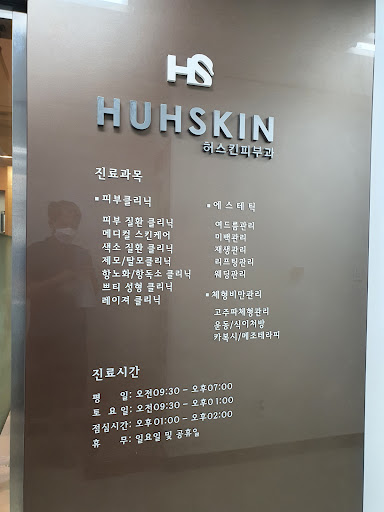 HS
HUHSKIN
허스킨피부과
진료과목
▪ 피부클리닉
피부 질환 클리닉
메디컬 스킨케어
색소 질환 클리닉
제모/탈모클리닉
항노화/항독소 클리닉
쁘띠 성형 클리닉
레이져 클리닉
▪ 에스테틱
여드름관리
미백관리
재생관리
리프팅관리
웨딩관리
▪ 체형비만관리
고주파체형관리
운동/식이처방
카복시/메조테라피
진료시간
평 일: 오전09:30 - 오후07:00
토 요 일: 오전09:30 - 오후01:00
점심시간: 오후01:00 - 오후02:00
휴 무: 일요일 및 공휴일